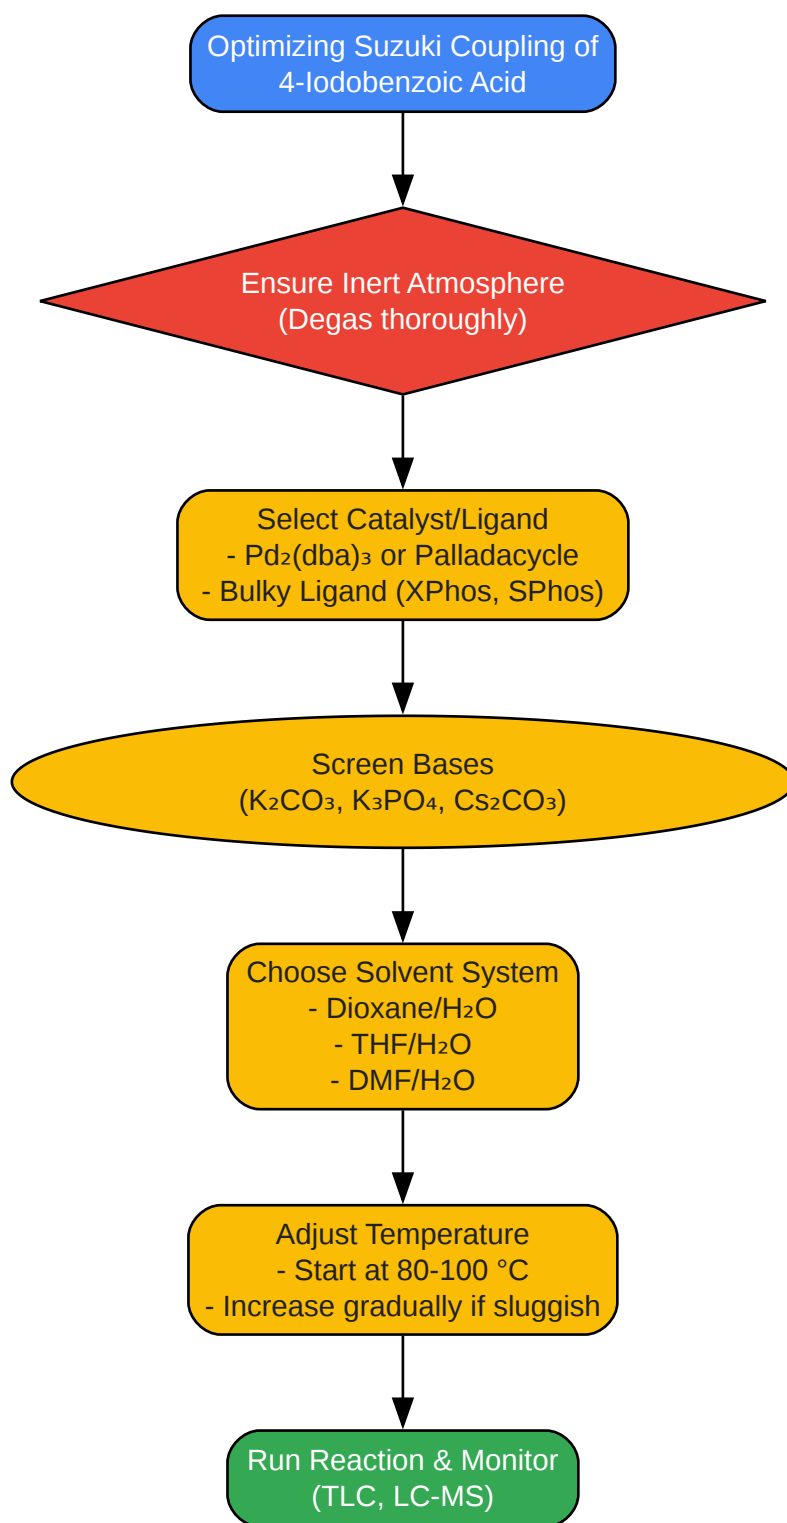 Optimizing Suzuki Coupling of
4-Iodobenzoic Acid
Ensure Inert Atmosphere
(Degas thoroughly)
Select Catalyst/Ligand
- Pd₂(dba)₃ or Palladacycle
- Bulky Ligand (XPhos, SPhos)
Screen Bases
(K₂CO₃, K₃PO₄, Cs₂CO₃)
Choose Solvent System
- Dioxane/H₂O
- THF/H₂O
- DMF/H₂O
Adjust Temperature
- Start at 80-100 °C
- Increase gradually if sluggish
Run Reaction & Monitor
(TLC, LC-MS)